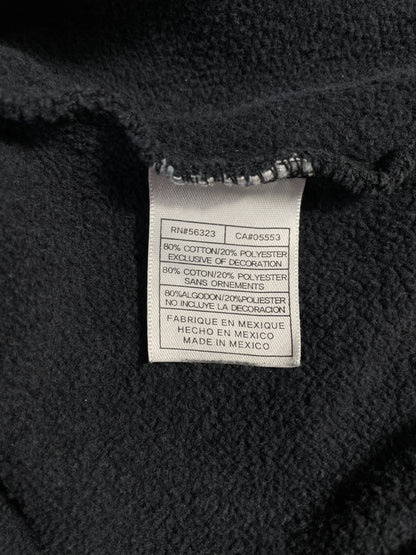 RN#56323 CA#05553
80% COTTON/20% POLYESTER
EXCLUSIVE OF DECORATION
80% COTON/20% POLYESTER
SANS ORNEMENTS
80%ALGODON/20%POLIESTER
NO INCLUYE LA DECORACION
FABRIQUE EN MEXIQUE
HECHO EN MEXICO
MADE IN MEXICO